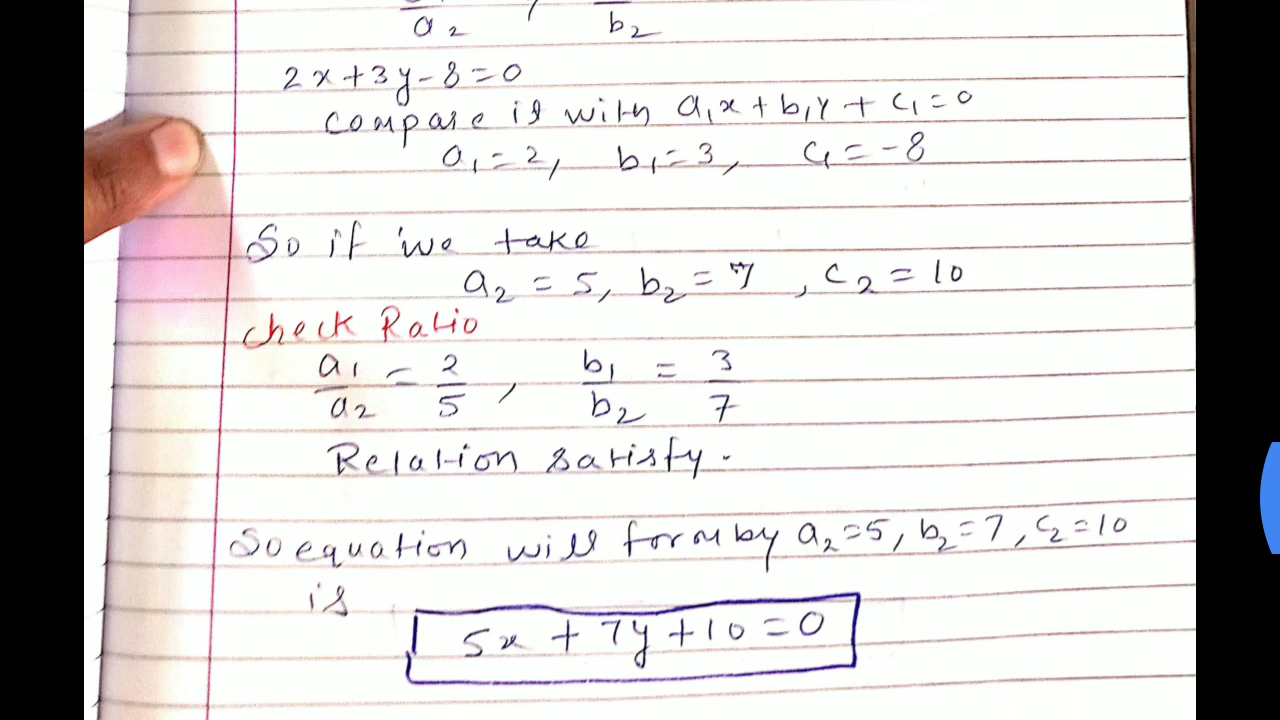 a2 , b2
2x+3y-8=0
Compare it with a1x + b1y + c1=0
a1=2, b1=3, c1=-8
So if we take
a2 = 5, b2 = 7 , c2 = 10
Check Ratio
a1/a2 = 2/5 , b1/b2 = 3/7
Relation satisfy.
So equation will form by a2=5, b2=7, c2=10
is
5x + 7y +10 = 0